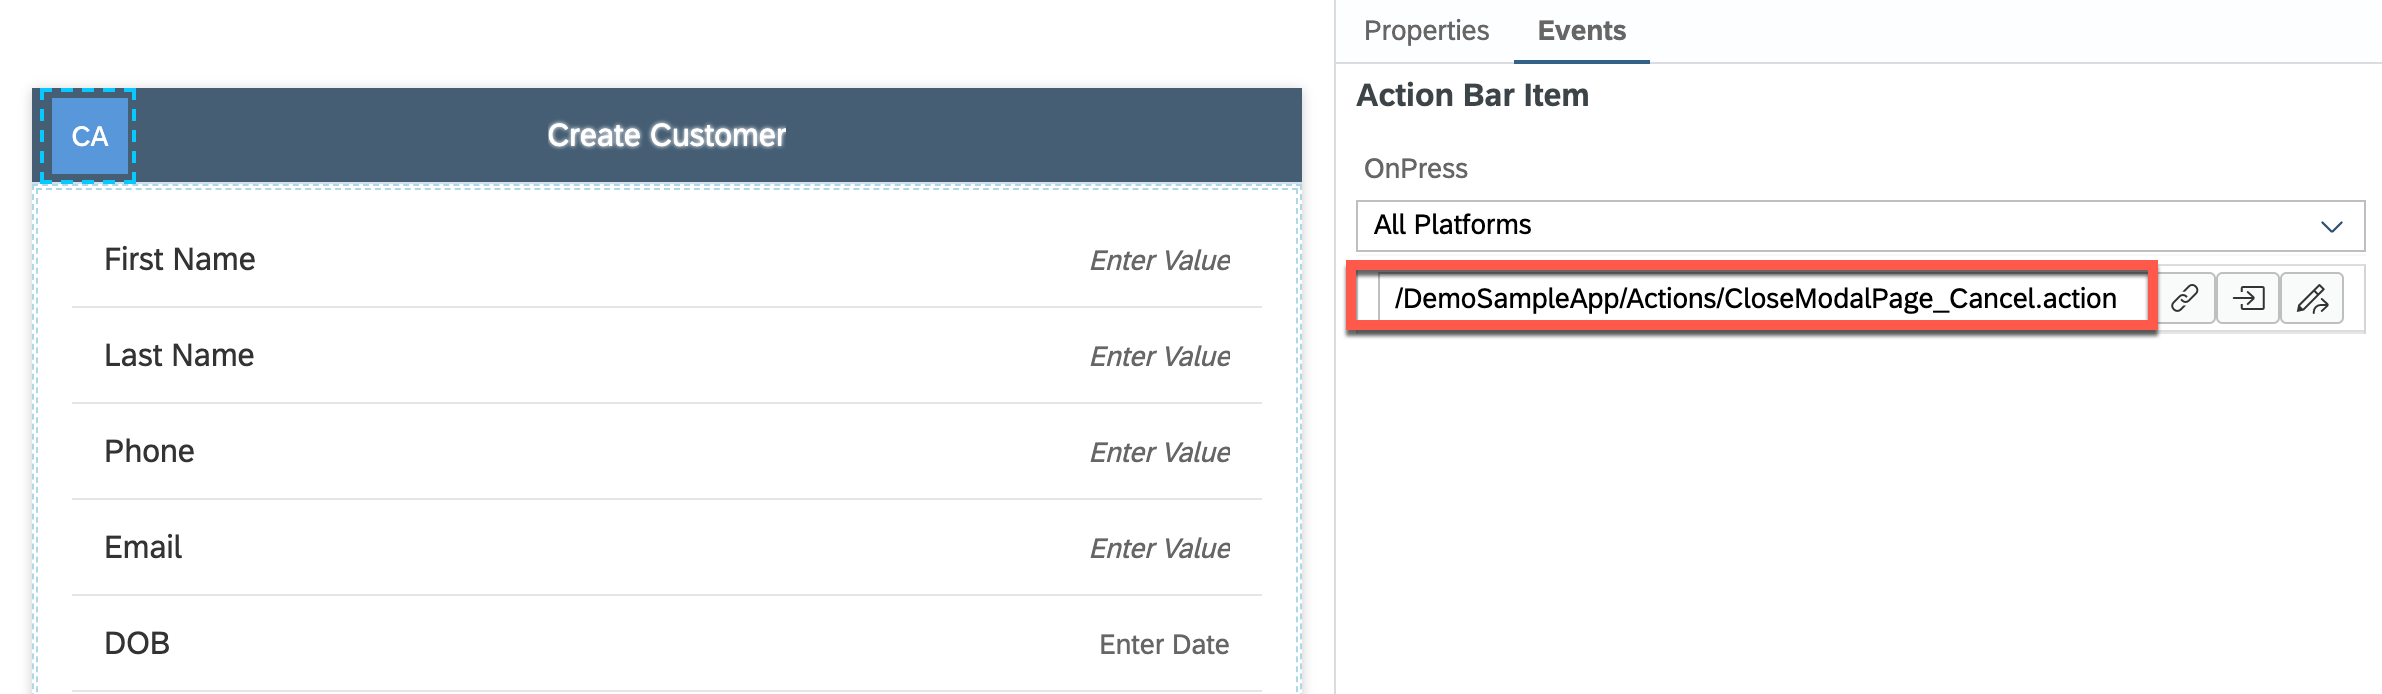 CA
Create Customer
First Name Enter Value
Last Name Enter Value
Phone Enter Value
Email Enter Value
DOB Enter Date
Properties Events
Action Bar Item
OnPress
All Platforms
/DemoSampleApp/Actions/CloseModalPage_Cancel.action